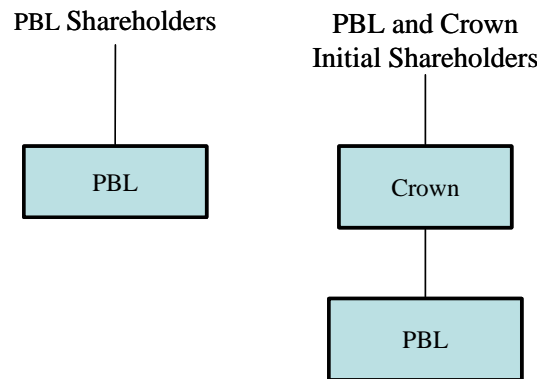 PBL Shareholders
PBL
PBL and Crown
Initial Shareholders
Crown
PBL